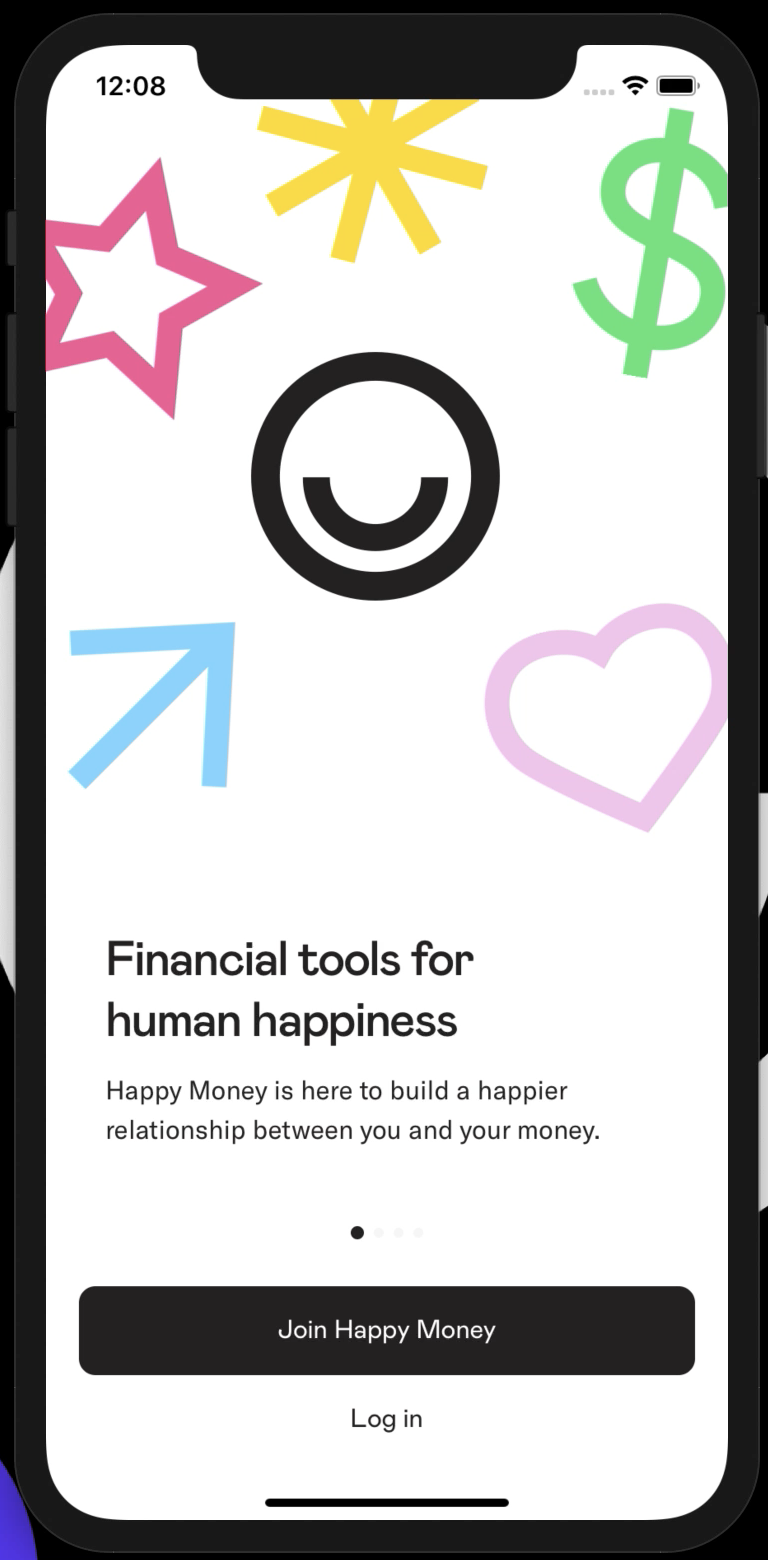 12:08
$
Financial tools for
human happiness
Happy Money is here to build a happier
relationship between you and your money.
Join Happy Money
Log in